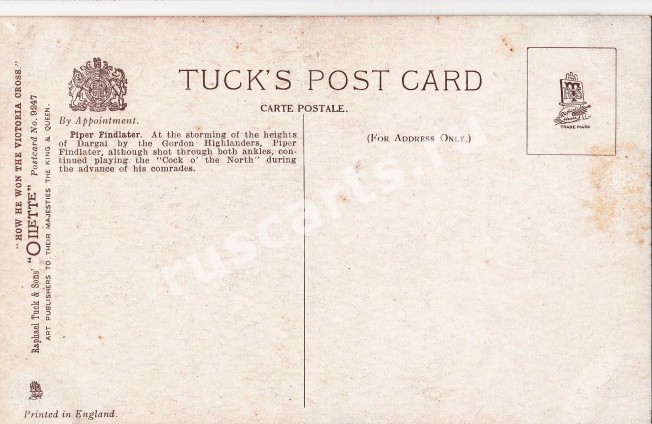 TUCK'S POST CARD
CARTE POSTALE.
By Appointment.
Piper Findlater. At the storming of the heights
of Dargai by the Gordon Highlanders, Piper
Findlater, although shot through both ankles, con-
tinued playing the "Cock o' the North" during
the advance of his comrades.
(For Address Only.)
TRADE MARK
"HOW HE WON THE VICTORIA CROSS."
Raphael Tuck & Sons' "OILETTE" Postcard No. 9247
ART PUBLISHERS TO THEIR MAJESTIES THE KING & QUEEN.
Printed in England.